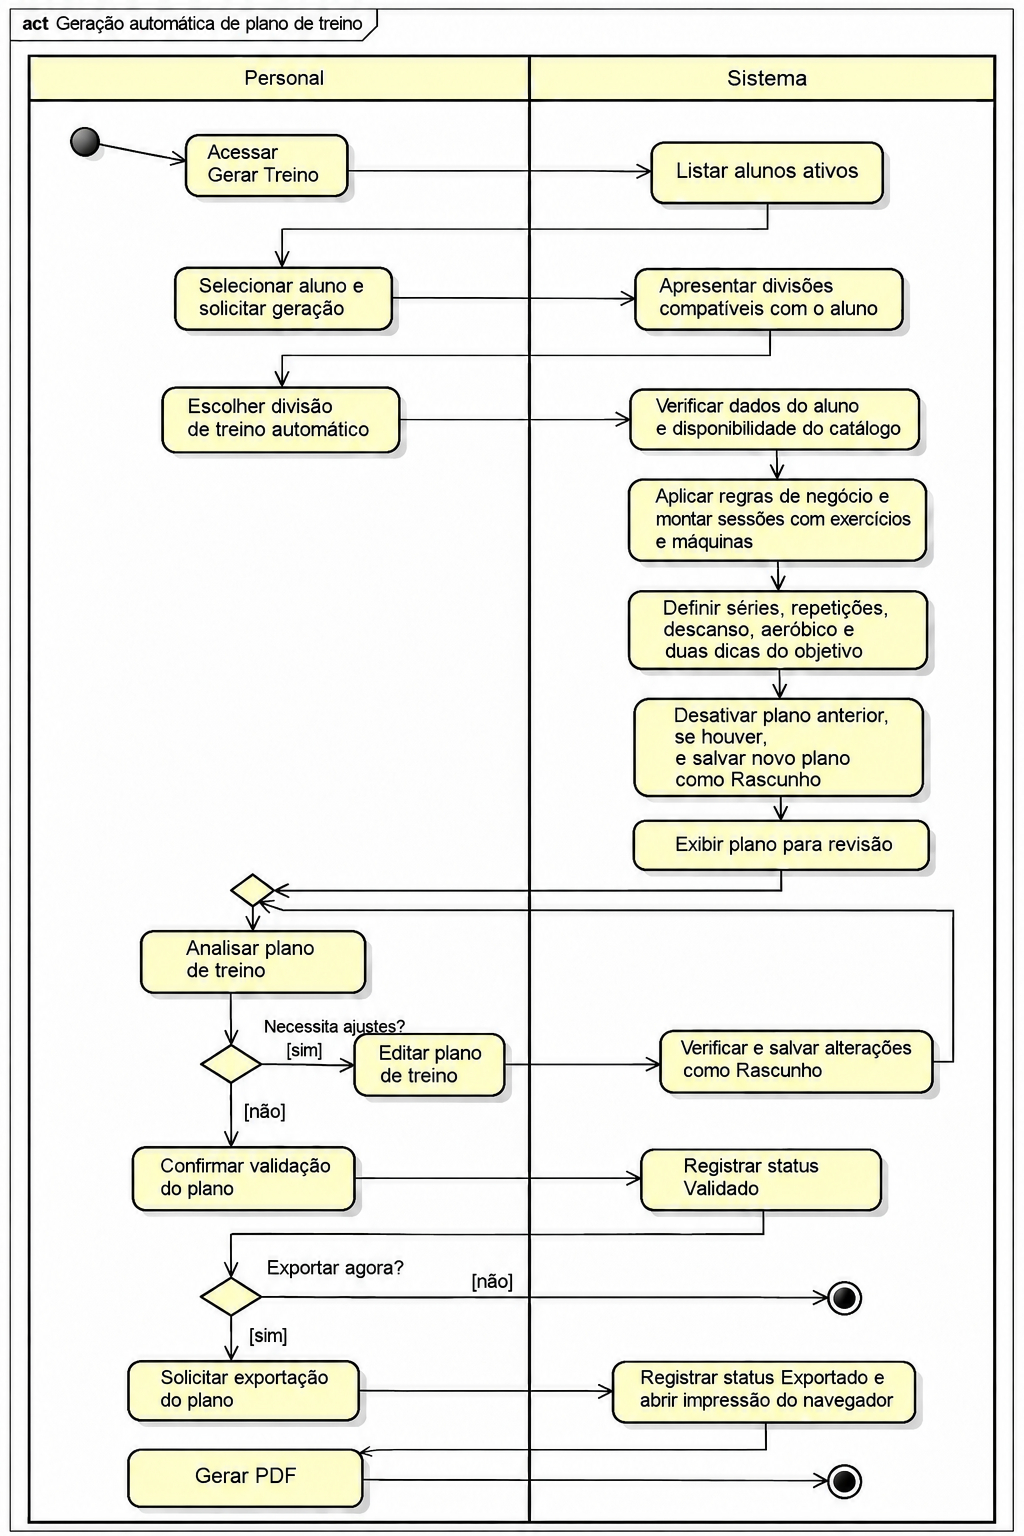 act Geração automática de plano de treino
Personal
Sistema
Acessar
Gerar Treino
Listar alunos ativos
Selecionar aluno e
solicitar geração
Apresentar divisões
compatíveis com o aluno
Escolher divisão
de treino automático
Verificar dados do aluno
e disponibilidade do catálogo
Aplicar regras de negócio e
montar sessões com exercícios
e máquinas
Definir séries, repetições,
descanso, aeróbico e
duas dicas do objetivo
Desativar plano anterior,
se houver,
e salvar novo plano
como Rascunho
Exibir plano para revisão
Analisar plano
de treino
Necessita ajustes?
[sim]
Editar plano
de treino
Verificar e salvar alterações
como Rascunho
[não]
Confirmar validação
do plano
Registrar status
Validado
Exportar agora?
[não]
[sim]
Solicitar exportação
do plano
Registrar status Exportado e
abrir impressão do navegador
Gerar PDF